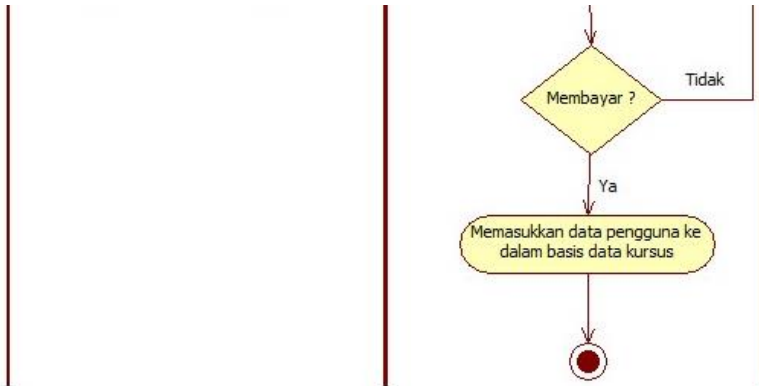 Tidak
Membayar ?
Ya
Memasukkan data pengguna ke
dalam basis data kursus